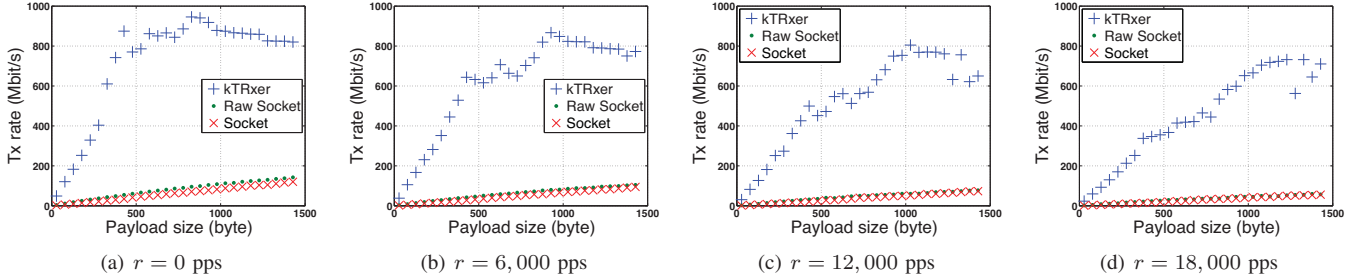 Tx rate (Mbit/s)
1000
800
600
400
200
0
0
500
1000
1500
Payload size (byte)
kTRxer
Raw Socket
Socket
(a) r = 0 pps
Tx rate (Mbit/s)
1000
800
600
400
200
0
0
500
1000
1500
Payload size (byte)
kTRxer
Raw Socket
Socket
(b) r = 6, 000 pps
Tx rate (Mbit/s)
1000
800
600
400
200
0
0
500
1000
1500
Payload size (byte)
kTRxer
Raw Socket
Socket
(c) r = 12, 000 pps
Tx rate (Mbit/s)
1000
800
600
400
200
0
0
500
1000
1500
Payload size (byte)
kTRxer
Raw Socket
Socket
(d) r = 18, 000 pps